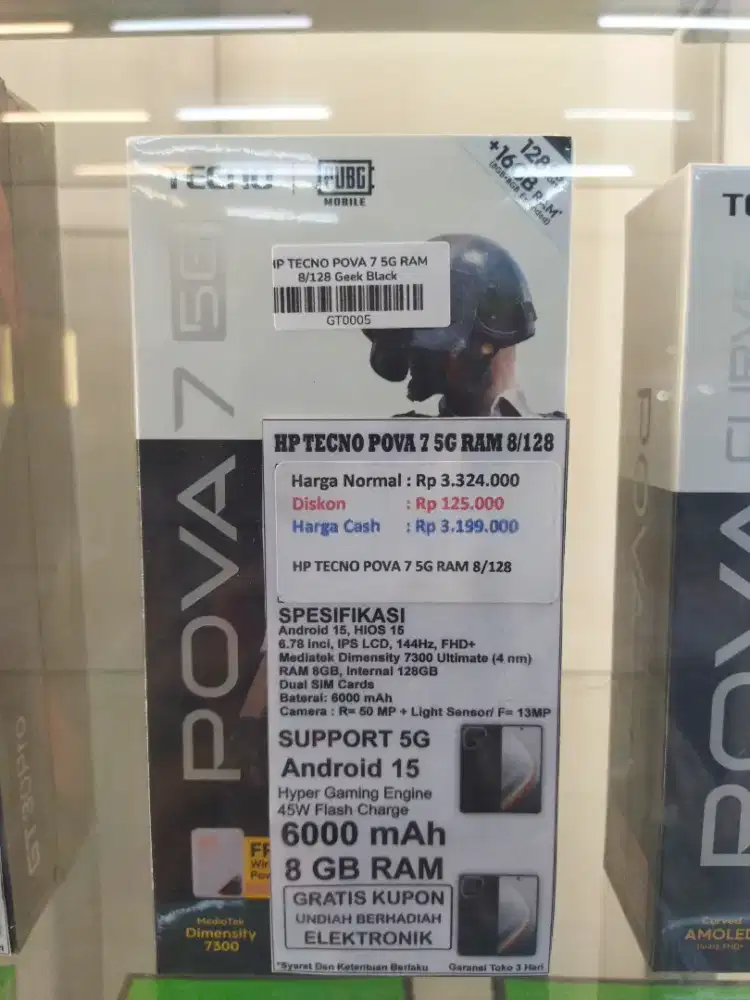 TECNO | PUBG
MOBILE
128GB
+16GB RAM*
(8GB+8GB Extended)
HP TECNO POVA 7 5G RAM
8/128 Geek Black
GT0005
POVA 7 5G
HP TECNO POVA 7 5G RAM 8/128
Harga Normal : Rp 3.324.000
Diskon : Rp 125.000
Harga Cash : Rp 3.199.000
HP TECNO POVA 7 5G RAM 8/128
SPESIFIKASI
Android 15, HIOS 15
6.78 inci, IPS LCD, 144Hz, FHD+
Mediatek Dimensity 7300 Ultimate (4 nm)
RAM 8GB, Internal 128GB
Dual SIM Cards
Baterai: 6000 mAh
Camera : R= 50 MP + Light Sensor/ F= 13MP
SUPPORT 5G
Android 15
Hyper Gaming Engine
45W Flash Charge
6000 mAh
8 GB RAM
GRATIS KUPON
UNDIAH BERHADIAH
ELEKTRONIK
*Syarat Dan Ketentuan Berlaku Garansi Toko 3 Hari
MediaTek
Dimensity
7300
POVA
CURVE
Curved
AMOLED